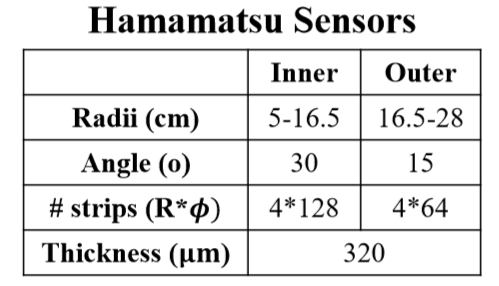 Hamamatsu Sensors
Inner Outer
Radii (cm) 5-16.5 16.5-28
Angle (o) 30 15
# strips (R*ϕ) 4*128 4*64
Thickness (μm) 320